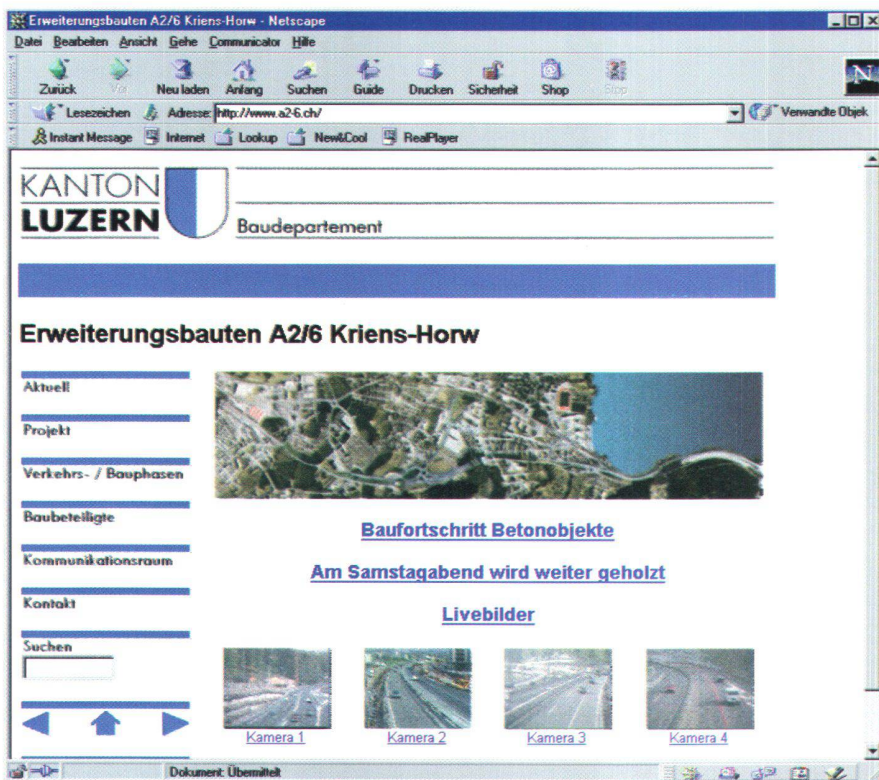 Erweiterungsbauten A2/6 Kriens-Horw - Netscape
Datei Bearbeiten Ansicht Gehe Communicator Hilfe
Zurück Vor Neu laden Anfang Suchen Guide Drucken Sicherheit Shop Stop
N
Lesezeichen Adresse: http://www.a2-6.ch/ Verwandte Objek
Instant Message Internet Lookup New&Cool RealPlayer
KANTON
LUZERN
Baudepartement
Erweiterungsbauten A2/6 Kriens-Horw
Aktuell
Projekt
Verkehrs- / Bauphasen
Baubeteiligte
Kommunikationsraum
Kontakt
Suchen
Baufortschritt Betonobjekte
Am Samstagabend wird weiter geholzt
Livebilder
Kamera 1 Kamera 2 Kamera 3 Kamera 4
Dokument: Übermittelt